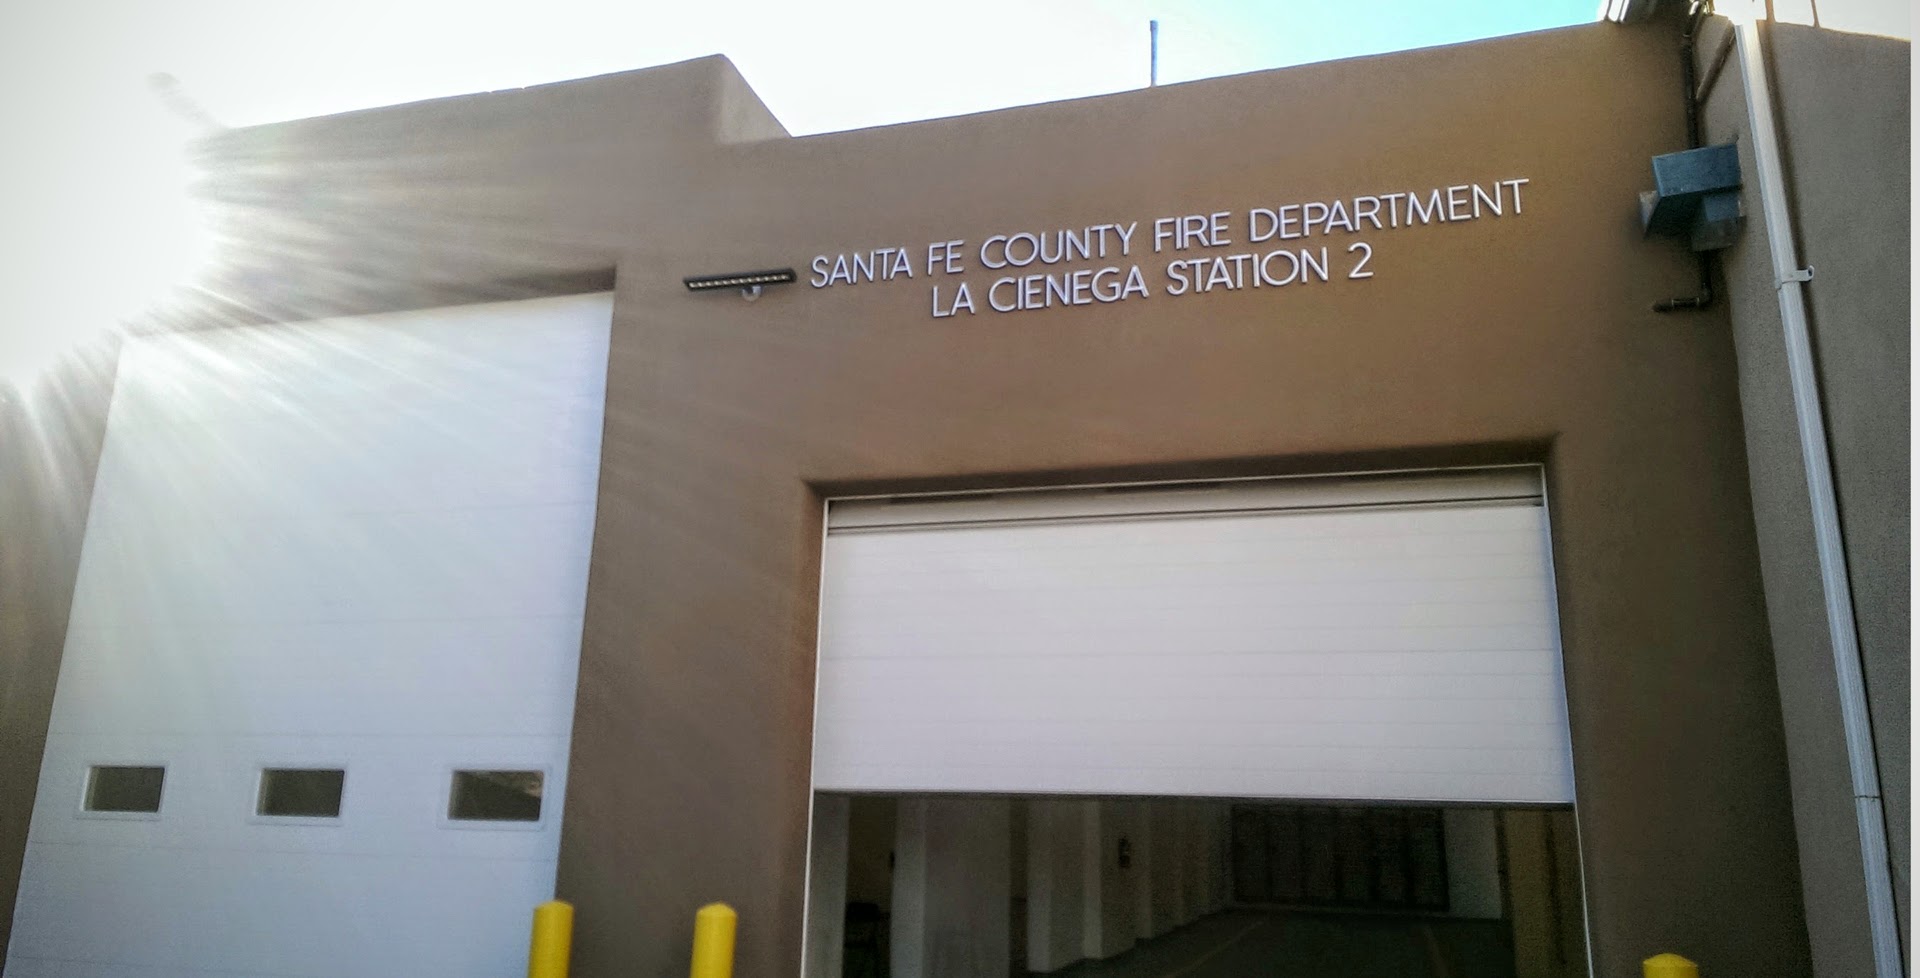 SANTA FE COUNTY FIRE DEPARTMENT
LA CIENEGA STATION 2